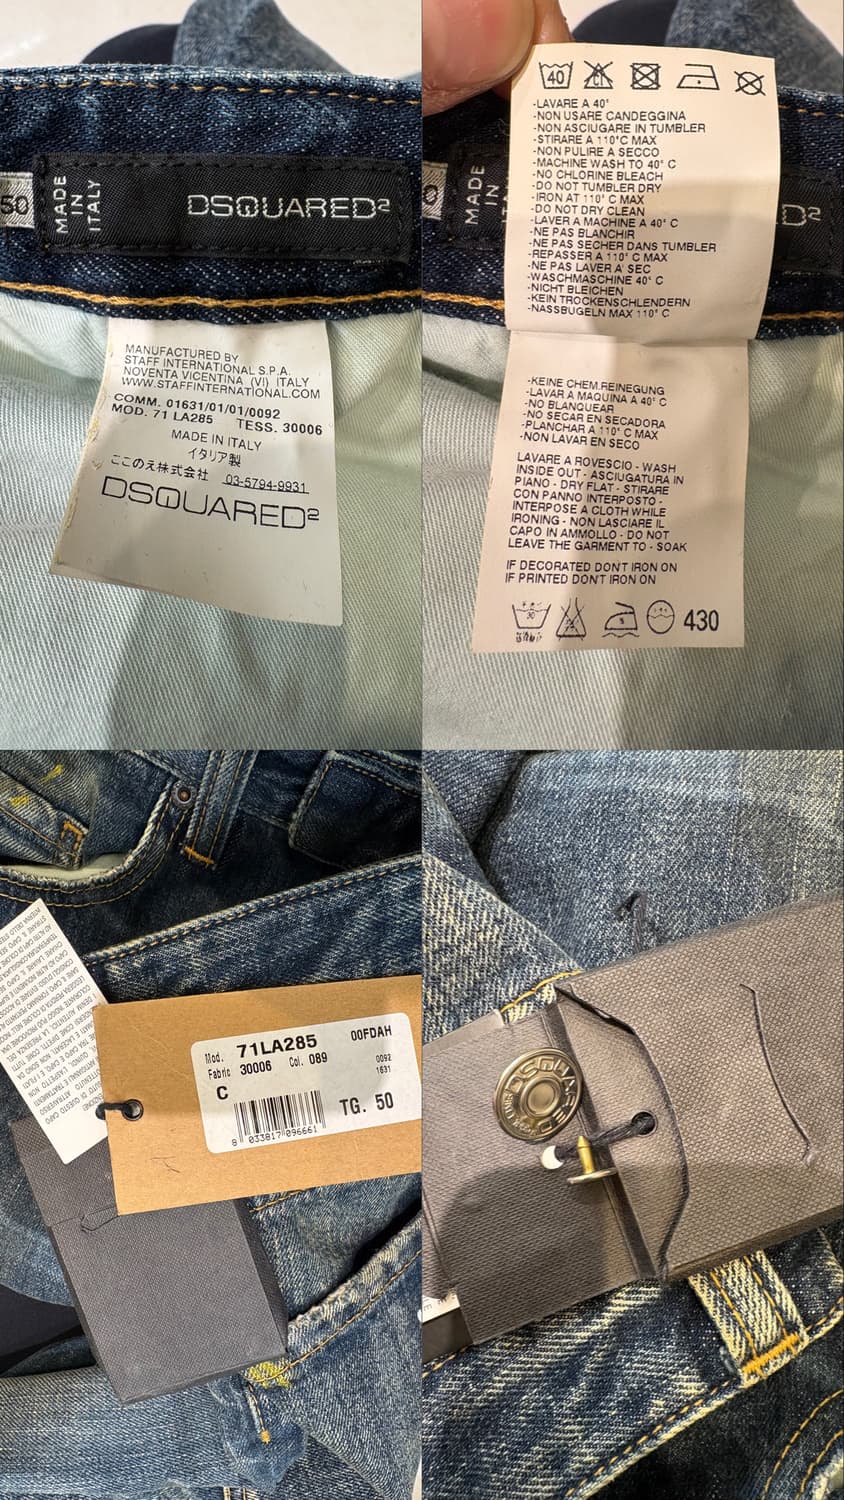 50
MADE
IN
ITALY
DSQUARED2
MANUFACTURED BY
STAFF INTERNATIONAL S.P.A.
NOVENTA VICENTINA (VI) ITALY
WWW.STAFFINTERNATIONAL.COM
COMM. 01631/01/01/0092
MOD. 71 LA285 TESS. 30006
MADE IN ITALY
イタリア製
ここのえ株式会社 03-5794-9931
DSQUARED2
MADE
IN
D2
40 CL
-LAVARE A 40°
-NON USARE CANDEGGINA
-NON ASCIUGARE IN TUMBLER
-STIRARE A 110°C MAX
-NON PULIRE A SECCO
-MACHINE WASH TO 40° C
-NO CHLORINE BLEACH
-DO NOT TUMBLER DRY
-IRON AT 110° C MAX
-DO NOT DRY CLEAN
-LAVER A MACHINE A 40° C
-NE PAS BLANCHIR
-NE PAS SECHER DANS TUMBLER
-REPASSER A 110° C MAX
-NE PAS LAVER A' SEC
-WASCHMASCHINE 40° C
-NICHT BLEICHEN
-KEIN TROCKENSCHLENDERN
-NASSBUGELN MAX 110° C
-KEINE CHEM.REINEGUNG
-LAVAR A MAQUINA A 40° C
-NO BLANQUEAR
-NO SECAR EN SECADORA
-PLANCHAR A 110° C MAX
-NON LAVAR EN SECO
LAVARE A ROVESCIO - WASH
INSIDE OUT - ASCIUGATURA IN
PIANO - DRY FLAT - STIRARE
CON PANNO INTERPOSTO -
INTERPOSE A CLOTH WHILE
IRONING - NON LASCIARE IL
CAPO IN AMMOLLO - DO NOT
LEAVE THE GARMENT TO - SOAK
IF DECORATED DON'T IRON ON
IF PRINTED DON'T IRON ON
30 430
Mod. 71LA285 00FDAH
Fabric 30006 Col. 089 0092
1631
C
TG. 50
8 033817 096661
DSQUARED